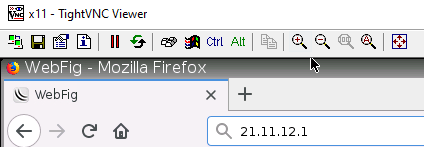 x11 - TightVNC Viewer
Ctrl Alt
WebFig - Mozilla Firefox
WebFig
21.11.12.1